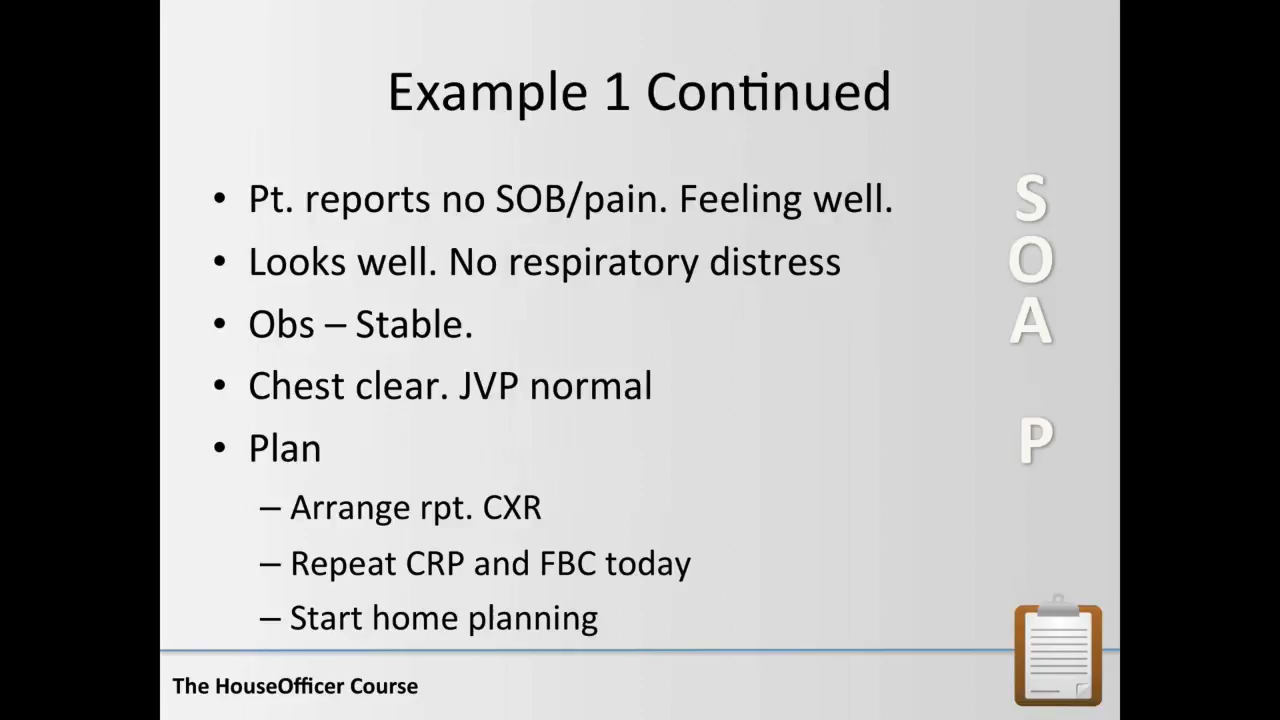 Example 1 Continued
• Pt. reports no SOB/pain. Feeling well.
S
• Looks well. No respiratory distress
O
• Obs – Stable.
A
• Chest clear. JVP normal
• Plan
P
– Arrange rpt. CXR
– Repeat CRP and FBC today
– Start home planning
The HouseOfficer Course